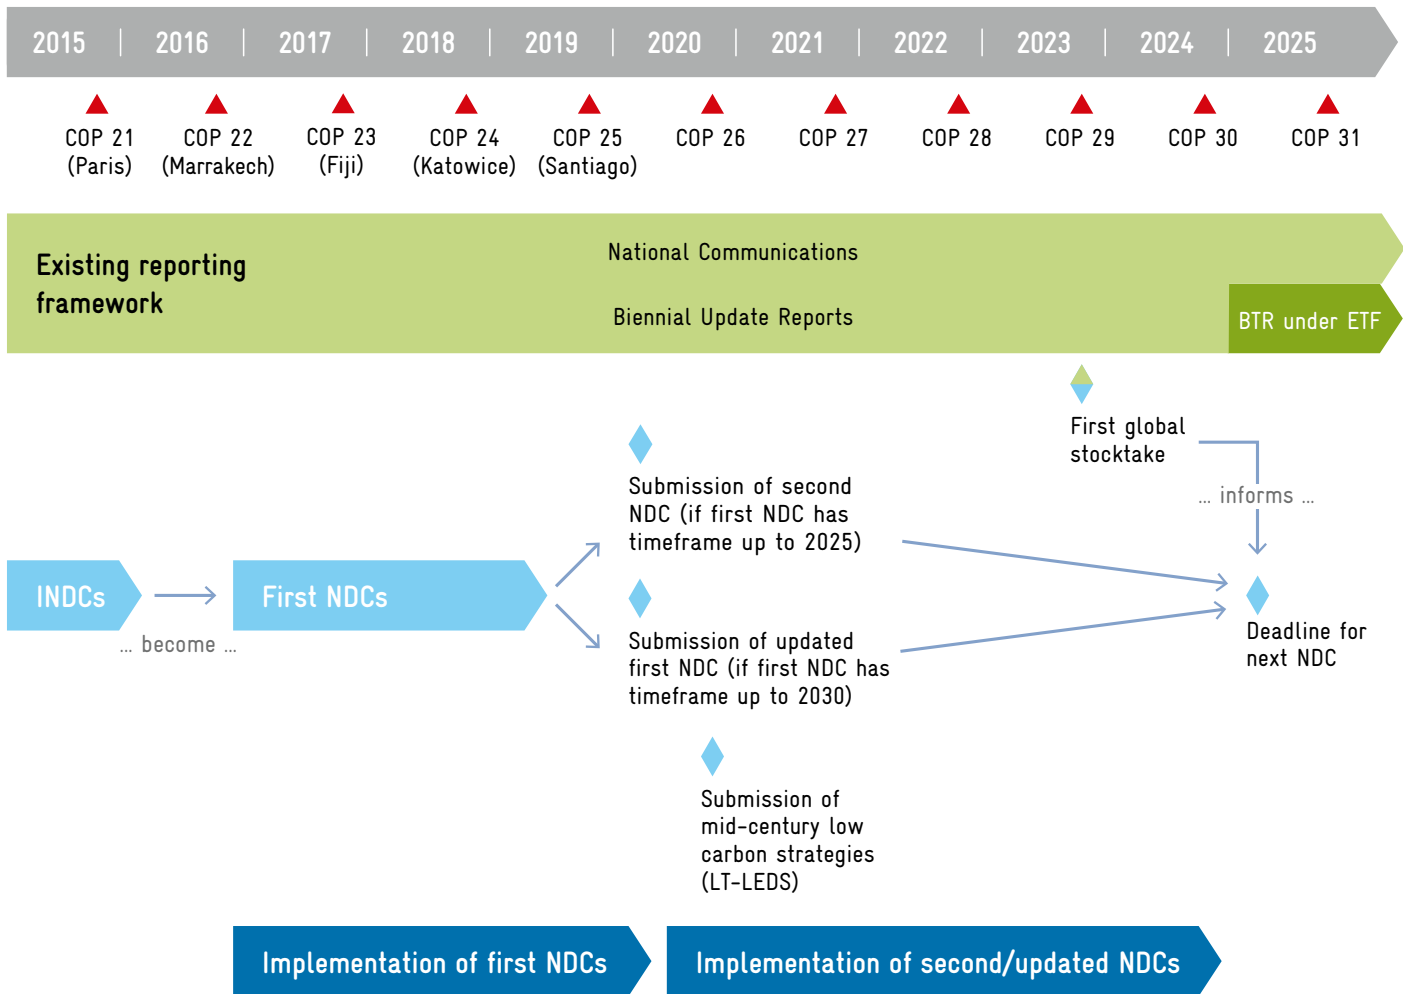 2015 | 2016 | 2017 | 2018 | 2019 | 2020 | 2021 | 2022 | 2023 | 2024 | 2025
COP 21
(Paris)
COP 22
(Marrakech)
COP 23
(Fiji)
COP 24
(Katowice)
COP 25
(Santiago)
COP 26
COP 27
COP 28
COP 29
COP 30
COP 31
Existing reporting
framework
National Communications
Biennial Update Reports
BTR under ETF
First global
stocktake
... informs ...
Submission of second
NDC (if first NDC has
timeframe up to 2025)
INDCs
... become ...
First NDCs
Submission of updated
first NDC (if first NDC has
timeframe up to 2030)
Deadline for
next NDC
Submission of
mid-century low
carbon strategies
(LT-LEDS)
Implementation of first NDCs
Implementation of second/updated NDCs